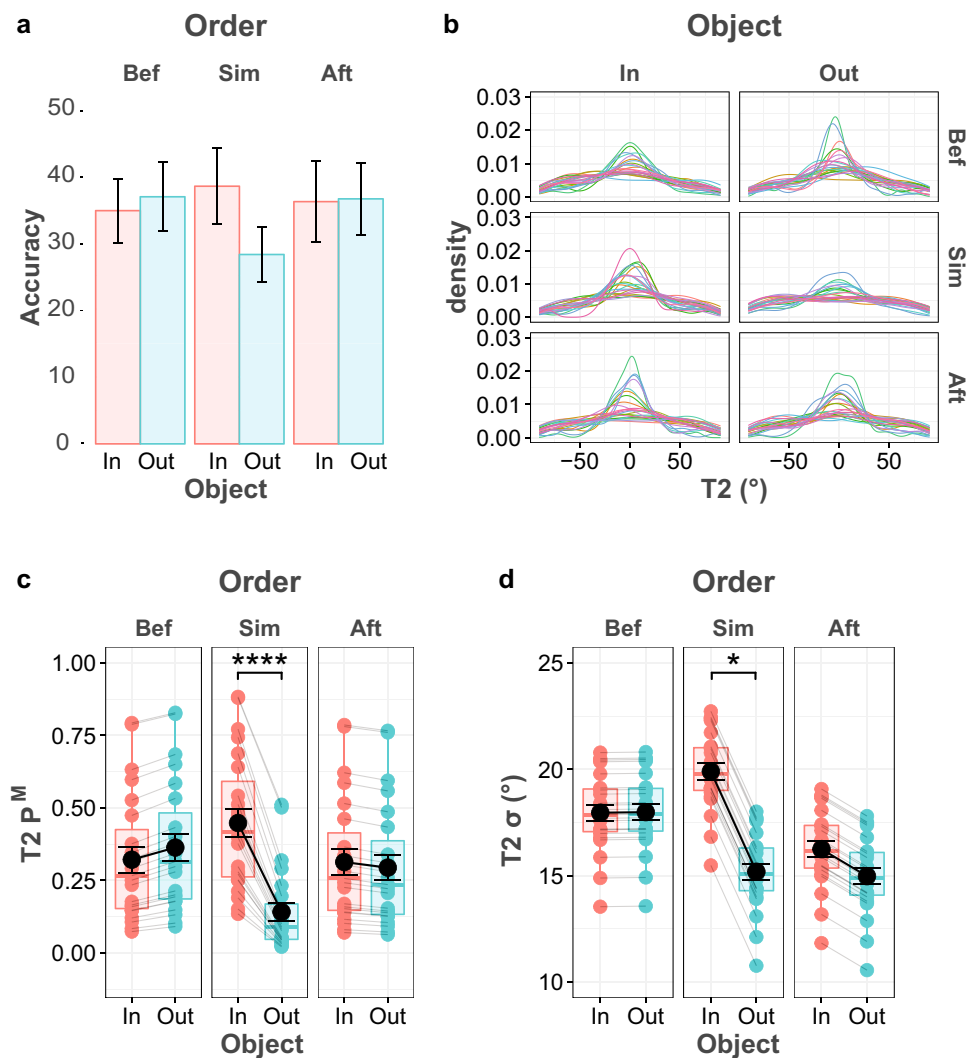 a
Order
Bef Sim Aft
Accuracy
50
40
30
20
10
0
In Out In Out In Out
Object
b
Object
In Out
density
0.03
0.02
0.01
0.00
Bef
0.03
0.02
0.01
0.00
Sim
0.03
0.02
0.01
0.00
Aft
−50 0 50 −50 0 50
T2 (°)
c
Order
Bef Sim Aft
T2 P M
1.00
0.75
0.50
0.25
0.00
****
In Out In Out In Out
Object
d
Order
Bef Sim Aft
T2 σ (°)
25
20
15
10
*
In Out In Out In Out
Object